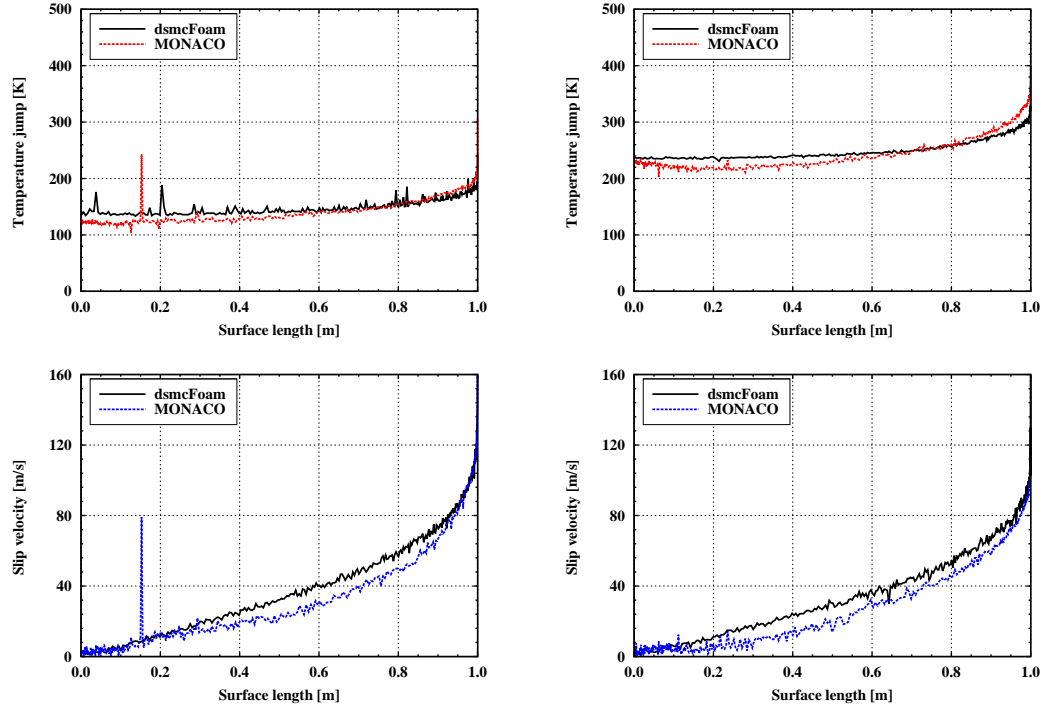 500
400
300
200
100
0
Temperature jump [K]
dsmcFoam
MONACO
0.0 0.2 0.4 0.6 0.8 1.0
Surface length [m]
500
400
300
200
100
0
Temperature jump [K]
dsmcFoam
MONACO
0.0 0.2 0.4 0.6 0.8 1.0
Surface length [m]
160
120
80
40
0
Slip velocity [m/s]
dsmcFoam
MONACO
0.0 0.2 0.4 0.6 0.8 1.0
Surface length [m]
160
120
80
40
0
Slip velocity [m/s]
dsmcFoam
MONACO
0.0 0.2 0.4 0.6 0.8 1.0
Surface length [m]